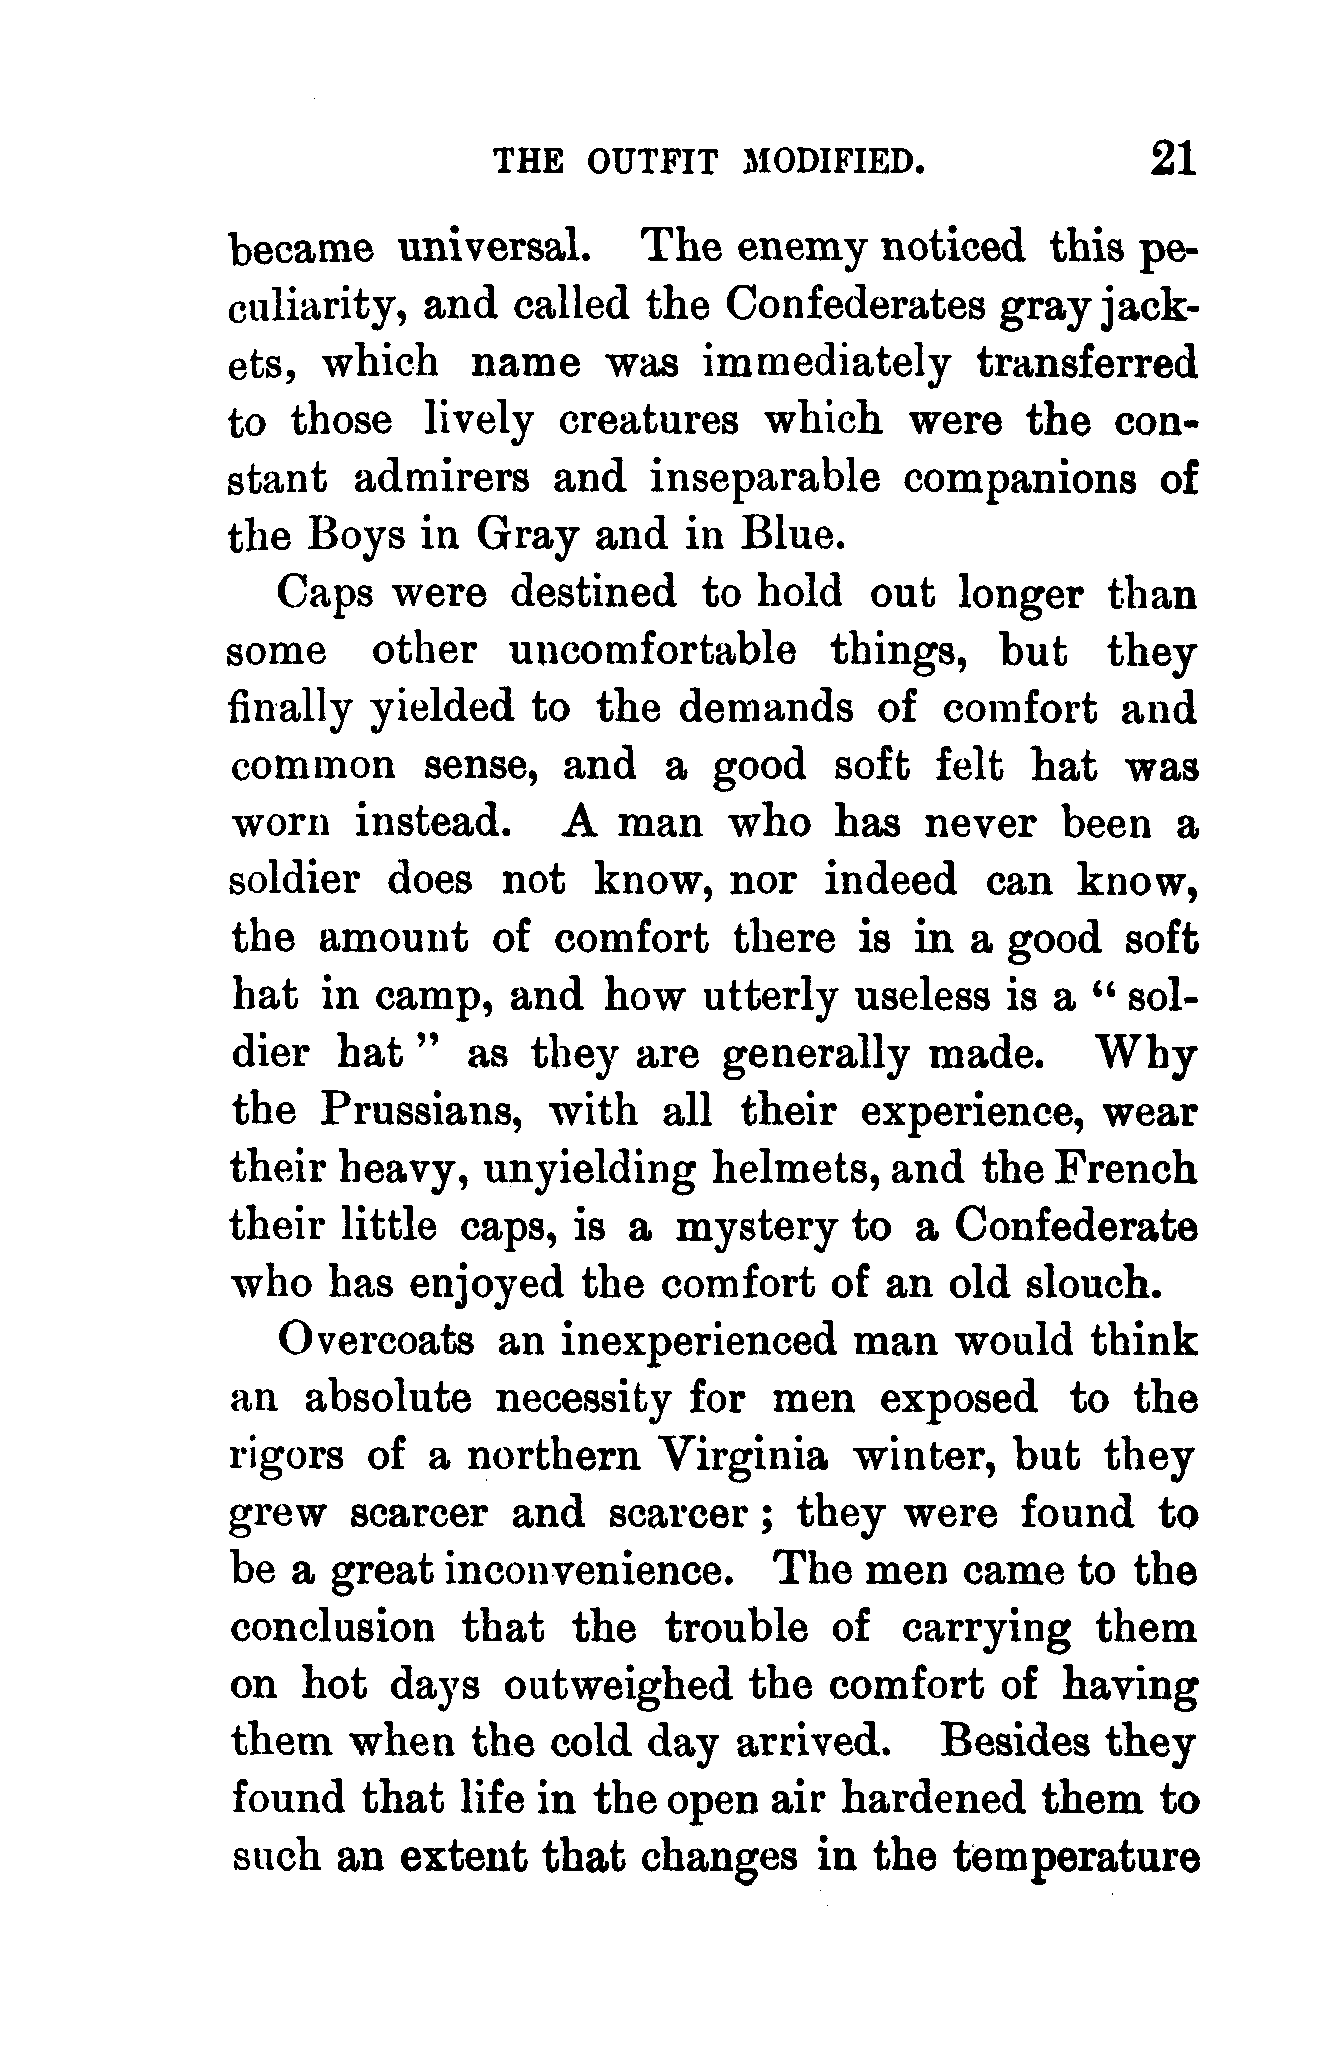 THE OUTFIT MODIFIED. 21
became universal. The enemy noticed this pe-
culiarity, and called the Confederates gray jack-
ets, which name was immediately transferred
to those lively creatures which were the con-
stant admirers and inseparable companions of
the Boys in Gray and in Blue.
Caps were destined to hold out longer than
some other uncomfortable things, but they
finally yielded to the demands of comfort and
common sense, and a good soft felt hat was
worn instead. A man who has never been a
soldier does not know, nor indeed can know,
the amount of comfort there is in a good soft
hat in camp, and how utterly useless is a “ sol-
dier hat ” as they are generally made. Why
the Prussians, with all their experience, wear
their heavy, unyielding helmets, and the French
their little caps, is a mystery to a Confederate
who has enjoyed the comfort of an old slouch.
Overcoats an inexperienced man would think
an absolute necessity for men exposed to the
rigors of a northern Virginia winter, but they
grew scarcer and scarcer ; they were found to
be a great inconvenience. The men came to the
conclusion that the trouble of carrying them
on hot days outweighed the comfort of having
them when the cold day arrived. Besides they
found that life in the open air hardened them to
such an extent that changes in the temperature